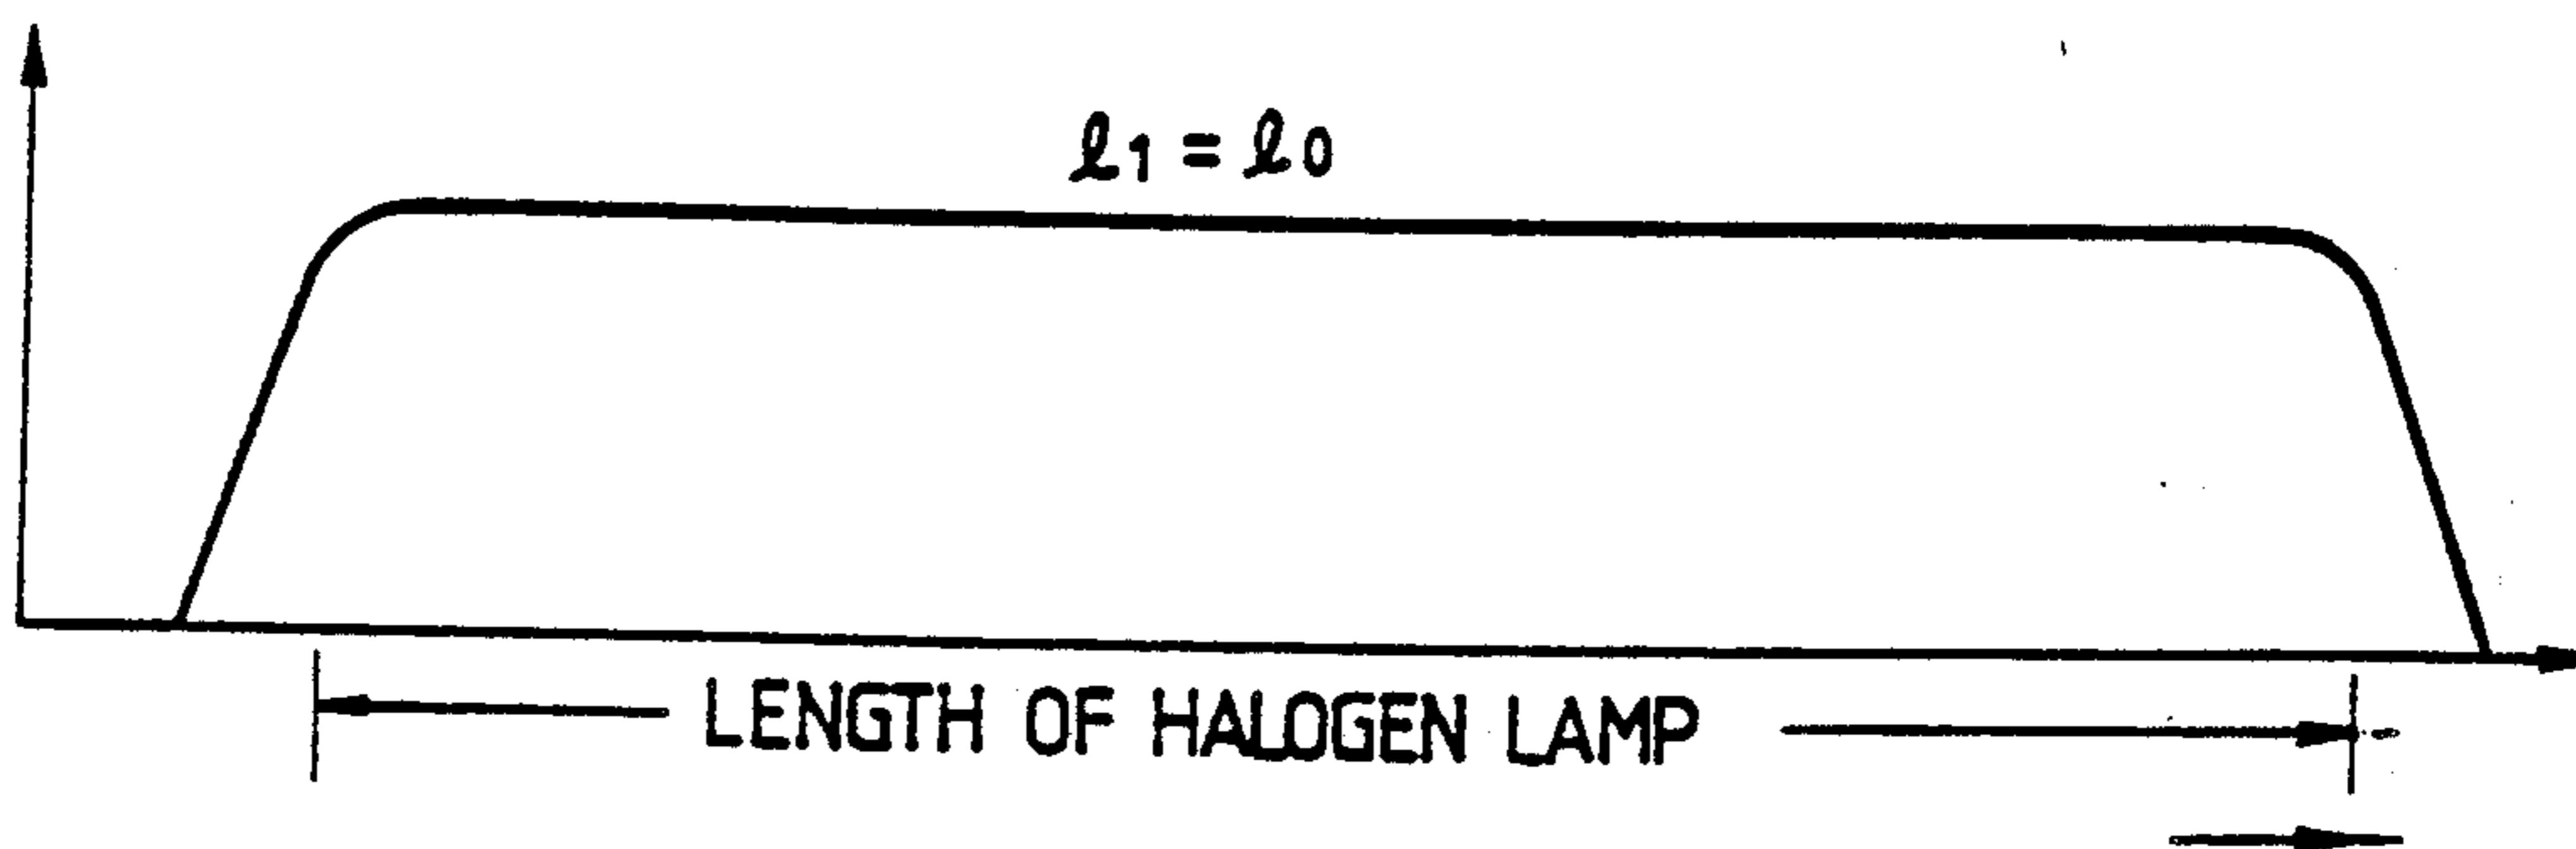 ℓ1 = ℓ0
LENGTH OF HALOGEN LAMP